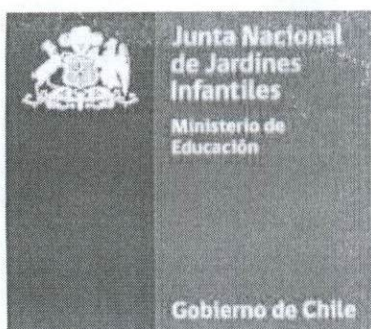 Junta Nacional
de Jardines
Infantiles
Ministerio de
Educación
Gobierno de Chile